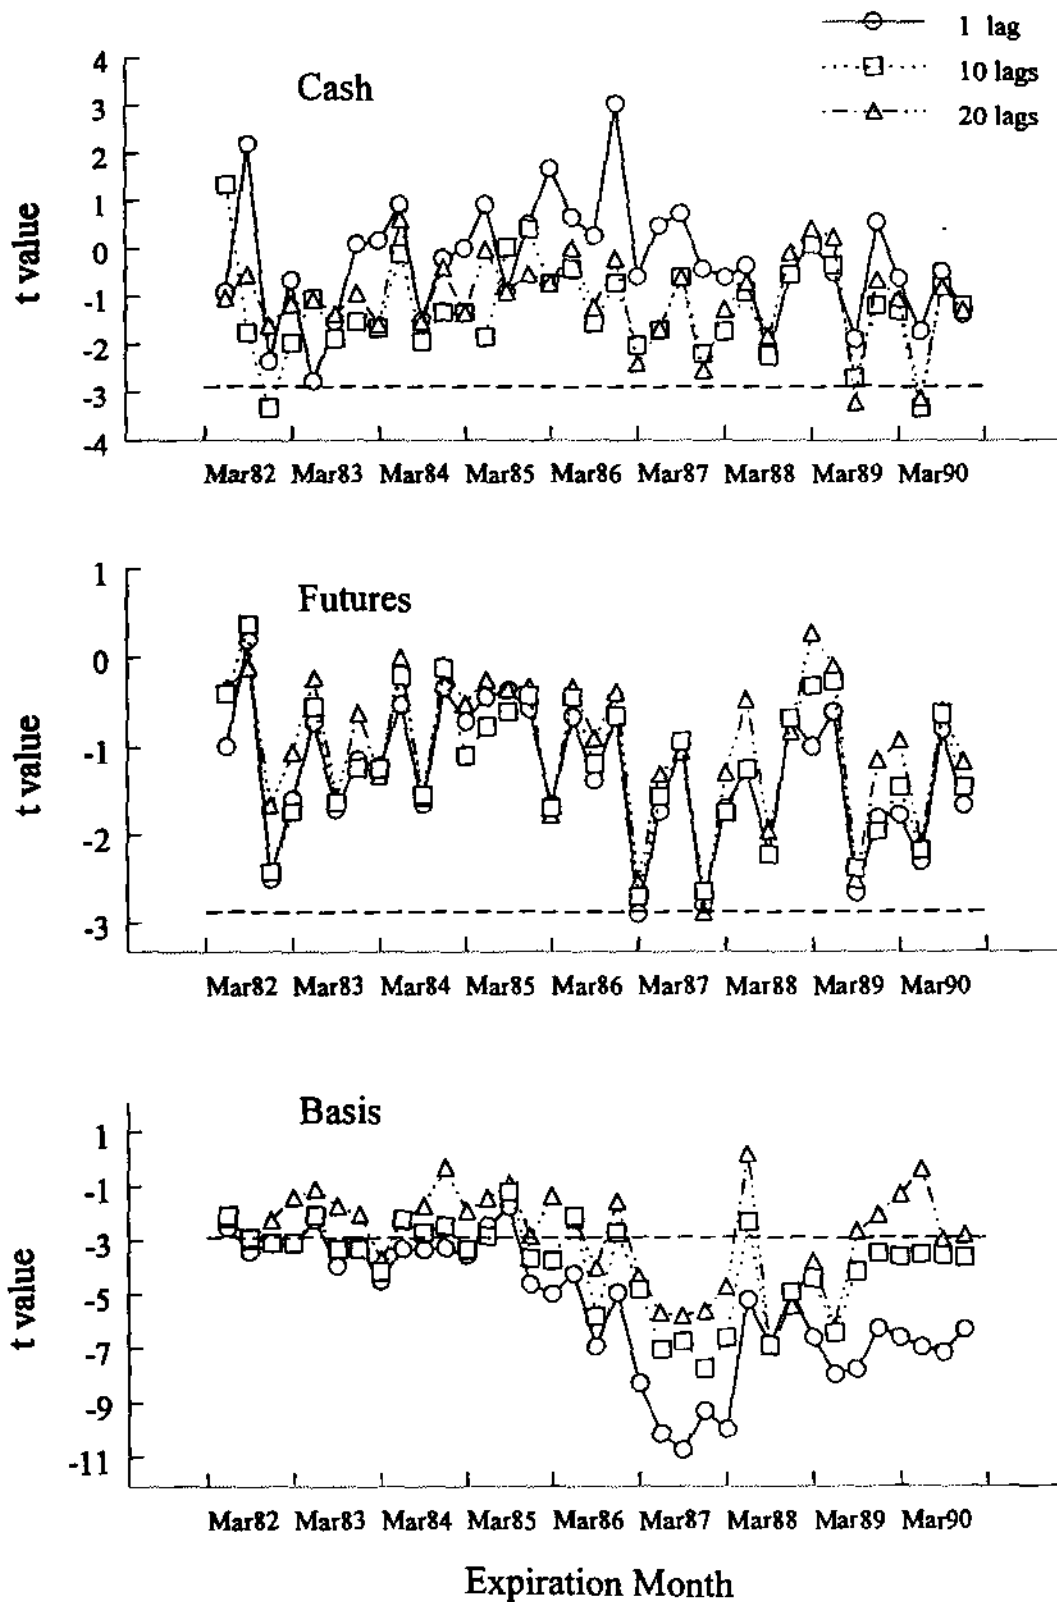 1 lag
10 lags
20 lags
Cash
t value
4
3
2
1
0
-1
-2
-3
-4
Mar82 Mar83 Mar84 Mar85 Mar86 Mar87 Mar88 Mar89 Mar90
Futures
t value
1
0
-1
-2
-3
Mar82 Mar83 Mar84 Mar85 Mar86 Mar87 Mar88 Mar89 Mar90
Basis
t value
1
-1
-3
-5
-7
-9
-11
Mar82 Mar83 Mar84 Mar85 Mar86 Mar87 Mar88 Mar89 Mar90
Expiration Month